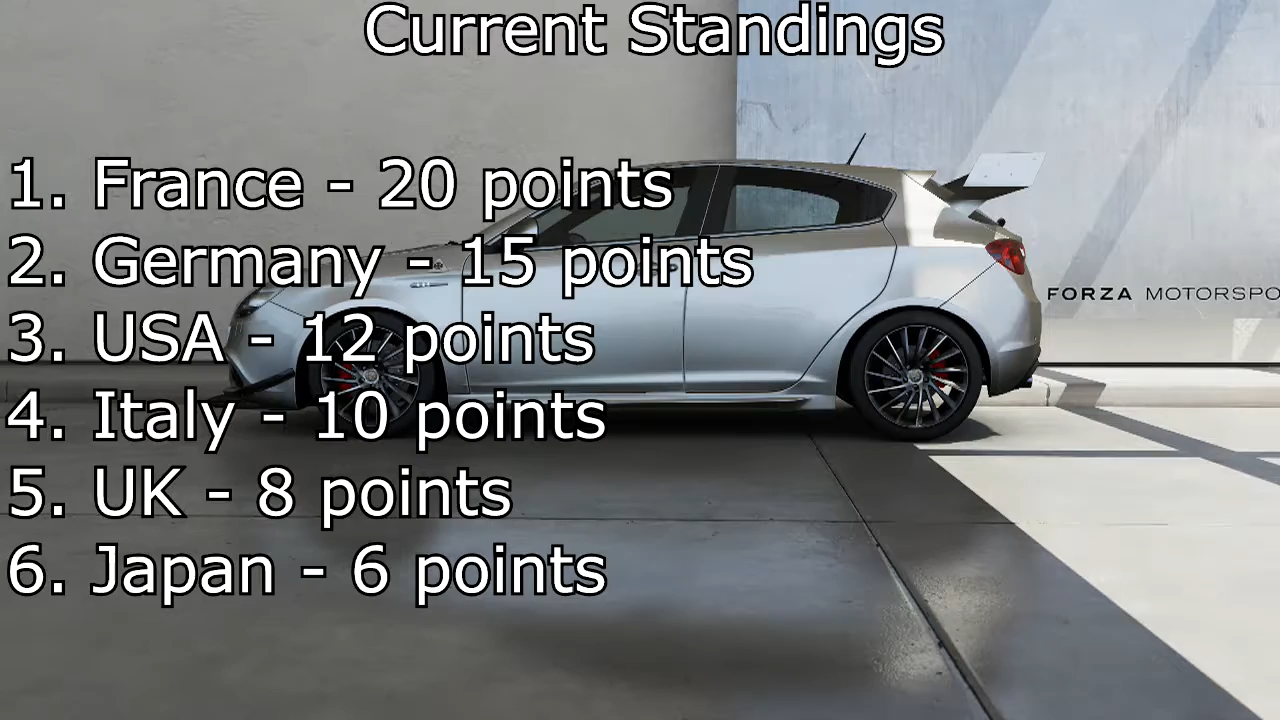 Current Standings
1. France - 20 points
2. Germany - 15 points
3. USA - 12 points
4. Italy - 10 points
5. UK - 8 points
6. Japan - 6 points
FORZA MOTORSPO